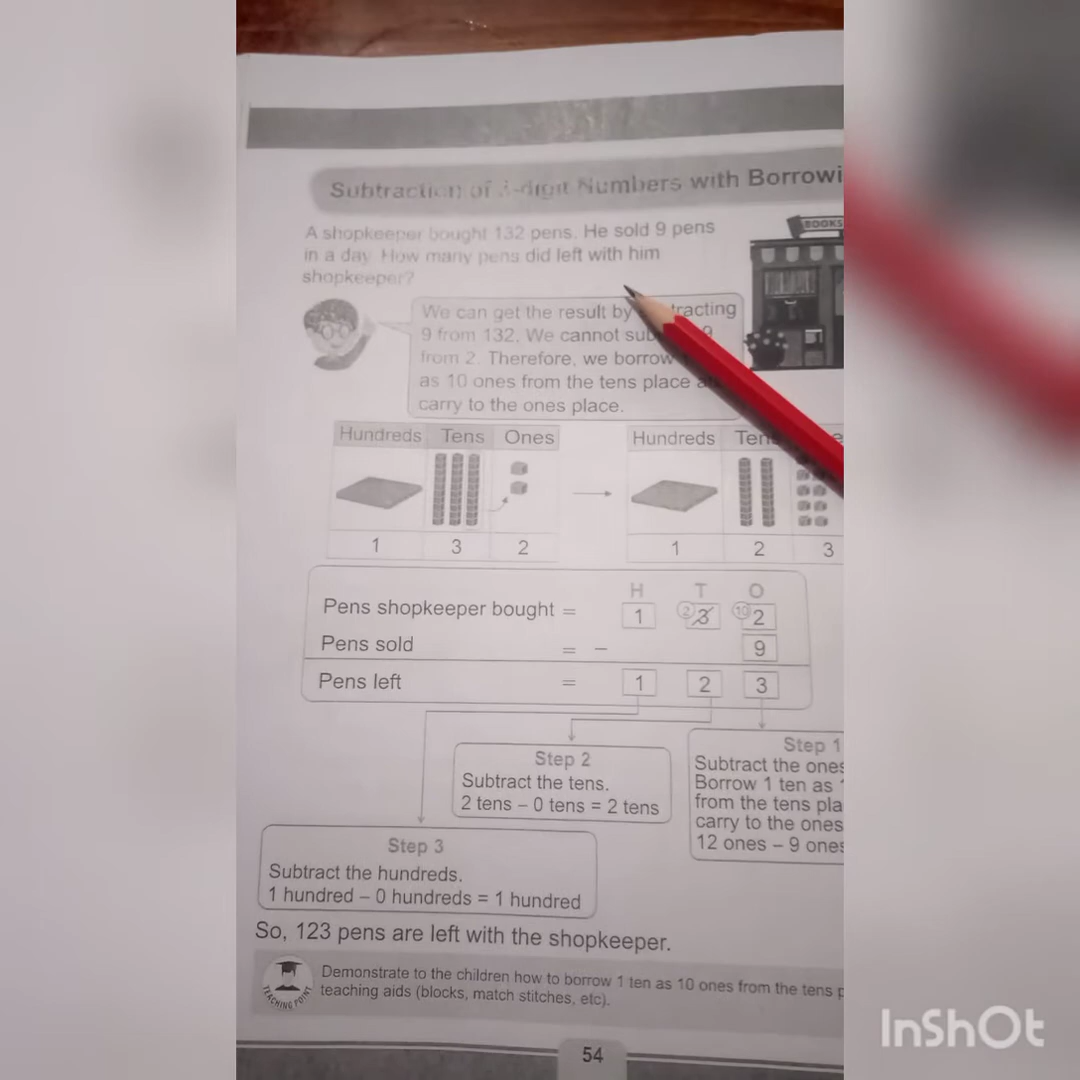 Subtraction of 3-digit Numbers with Borrowi
A shopkeeper bought 132 pens. He sold 9 pens
in a day. How many pens did left with him
shopkeeper?
BOOKS
We can get the result by tracting
9 from 132. We cannot sub 9
from 2. Therefore, we borrow
as 10 ones from the tens place
carry to the ones place.
Hundreds Tens Ones
1 3 2
Hundreds Ten
1 2 3
H T O
Pens shopkeeper bought = 1 2 3 10 2
Pens sold = - 9
Pens left = 1 2 3
Step 1
Subtract the ones
Borrow 1 ten as
from the tens pla
carry to the ones
12 ones – 9 ones
Step 2
Subtract the tens.
2 tens – 0 tens = 2 tens
Step 3
Subtract the hundreds.
1 hundred – 0 hundreds = 1 hundred
So, 123 pens are left with the shopkeeper.
TEACHING POINT
Demonstrate to the children how to borrow 1 ten as 10 ones from the tens p
teaching aids (blocks, match stitches, etc).
54
InShOt